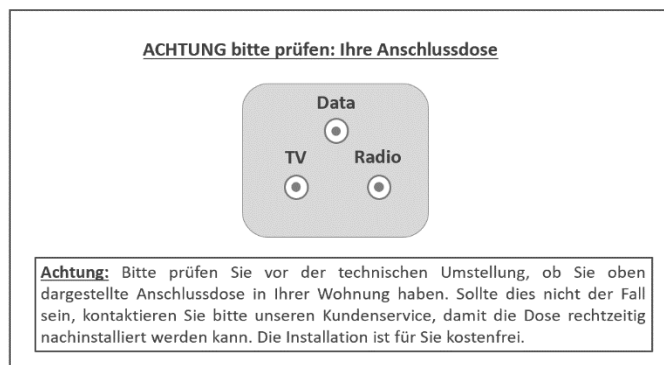 ACHTUNG bitte prüfen: Ihre Anschlussdose
Data
TV Radio
Achtung: Bitte prüfen Sie vor der technischen Umstellung, ob Sie oben
dargestellte Anschlussdose in Ihrer Wohnung haben. Sollte dies nicht der Fall
sein, kontaktieren Sie bitte unseren Kundenservice, damit die Dose rechtzeitig
nachinstalliert werden kann. Die Installation ist für Sie kostenfrei.